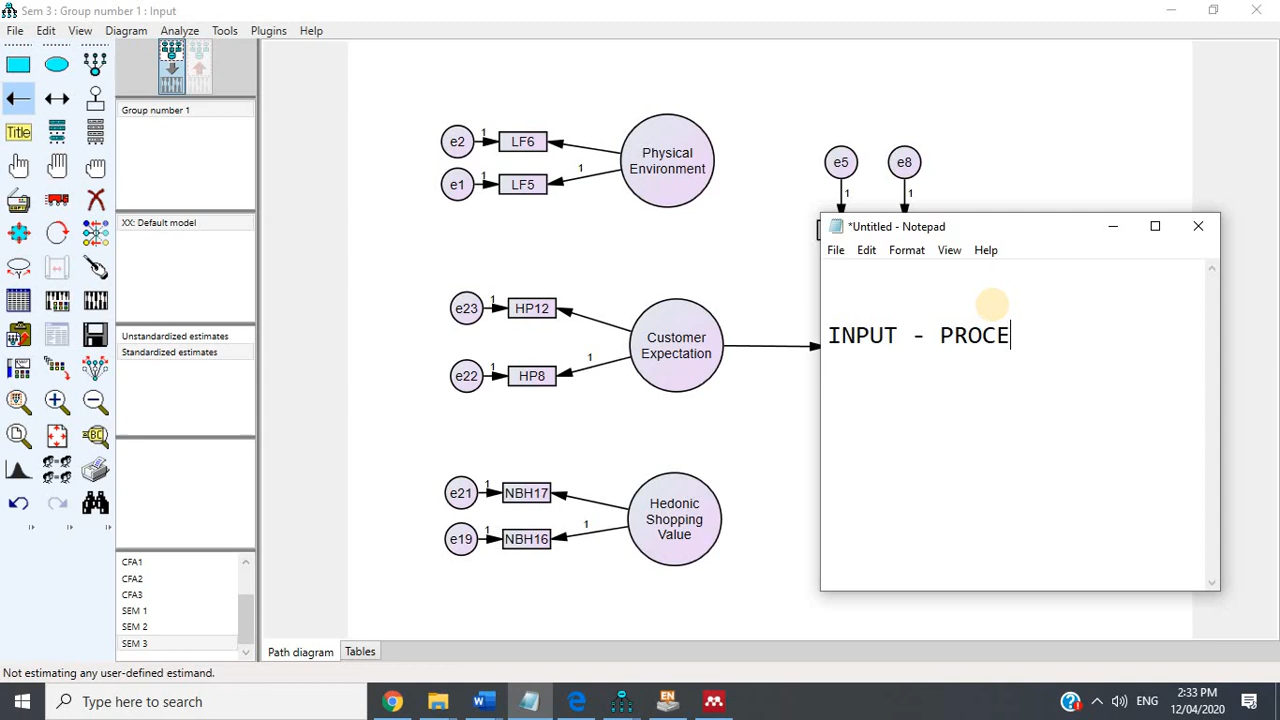 Sem 3 : Group number 1 : Input
File Edit View Diagram Analyze Tools Plugins Help
Title
Group number 1
XX: Default model
Unstandardized estimates
Standardized estimates
CFA1
CFA2
CFA3
SEM 1
SEM 2
SEM 3
e2 1 LF6
e1 1 LF5
1
Physical
Environment
e5 e8
1 1
e23 1 HP12
e22 1 HP8
1
Customer
Expectation
e21 1 NBH17
e19 1 NBH16
1
Hedonic
Shopping
Value
*Untitled - Notepad
File Edit Format View Help
INPUT - PROCE
Path diagram Tables
Not estimating any user-defined estimand.
Type here to search
ENG
2:33 PM
12/04/2020
EN
ABC